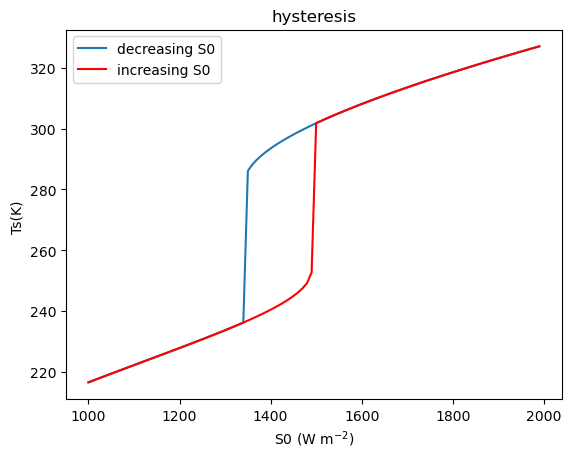 hysteresis
decreasing S0
increasing S0
Ts(K)
320
300
280
260
240
220
1000
1200
1400
1600
1800
2000
S0 (W m⁻²)